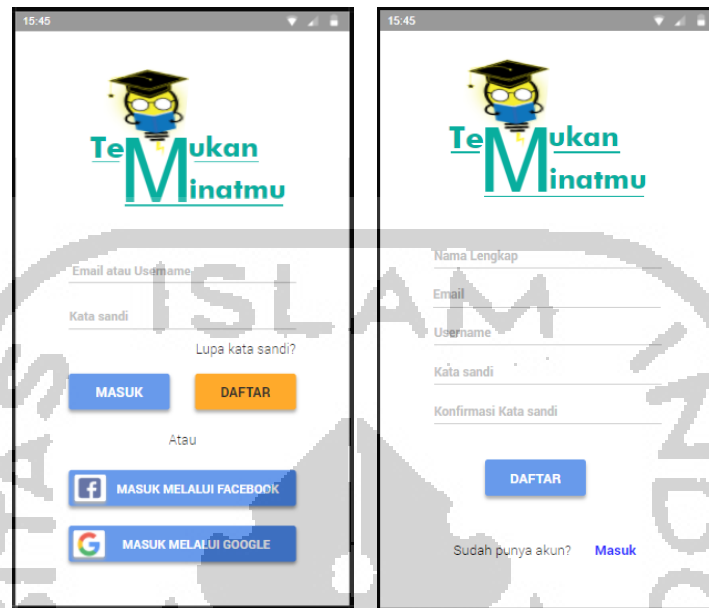 15:45
TeMukan
Minatmu
Email atau Username
Kata sandi
Lupa kata sandi?
MASUK
DAFTAR
Atau
MASUK MELALUI FACEBOOK
MASUK MELALUI GOOGLE
15:45
TeMukan
Minatmu
Nama Lengkap
Email
Username
Kata sandi
Konfirmasi Kata sandi
DAFTAR
Sudah punya akun? Masuk
ISLAM